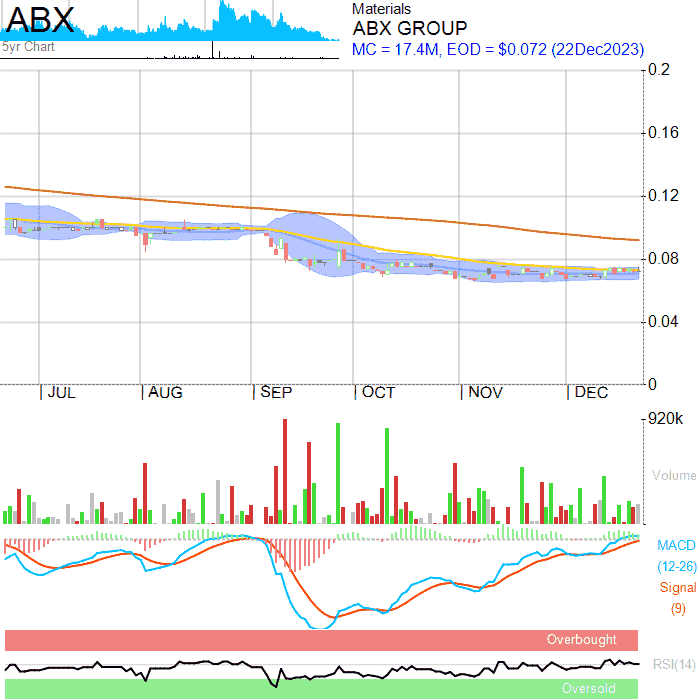 ABX
5yr Chart
Materials
ABX GROUP
MC = 17.4M, EOD = $0.072 (22Dec2023)
0.2
0.16
0.12
0.08
0.04
0
JUL AUG SEP OCT NOV DEC
920k
Volume
MACD
(12-26)
Signal
(9)
Overbought
RSI(14)
Oversold